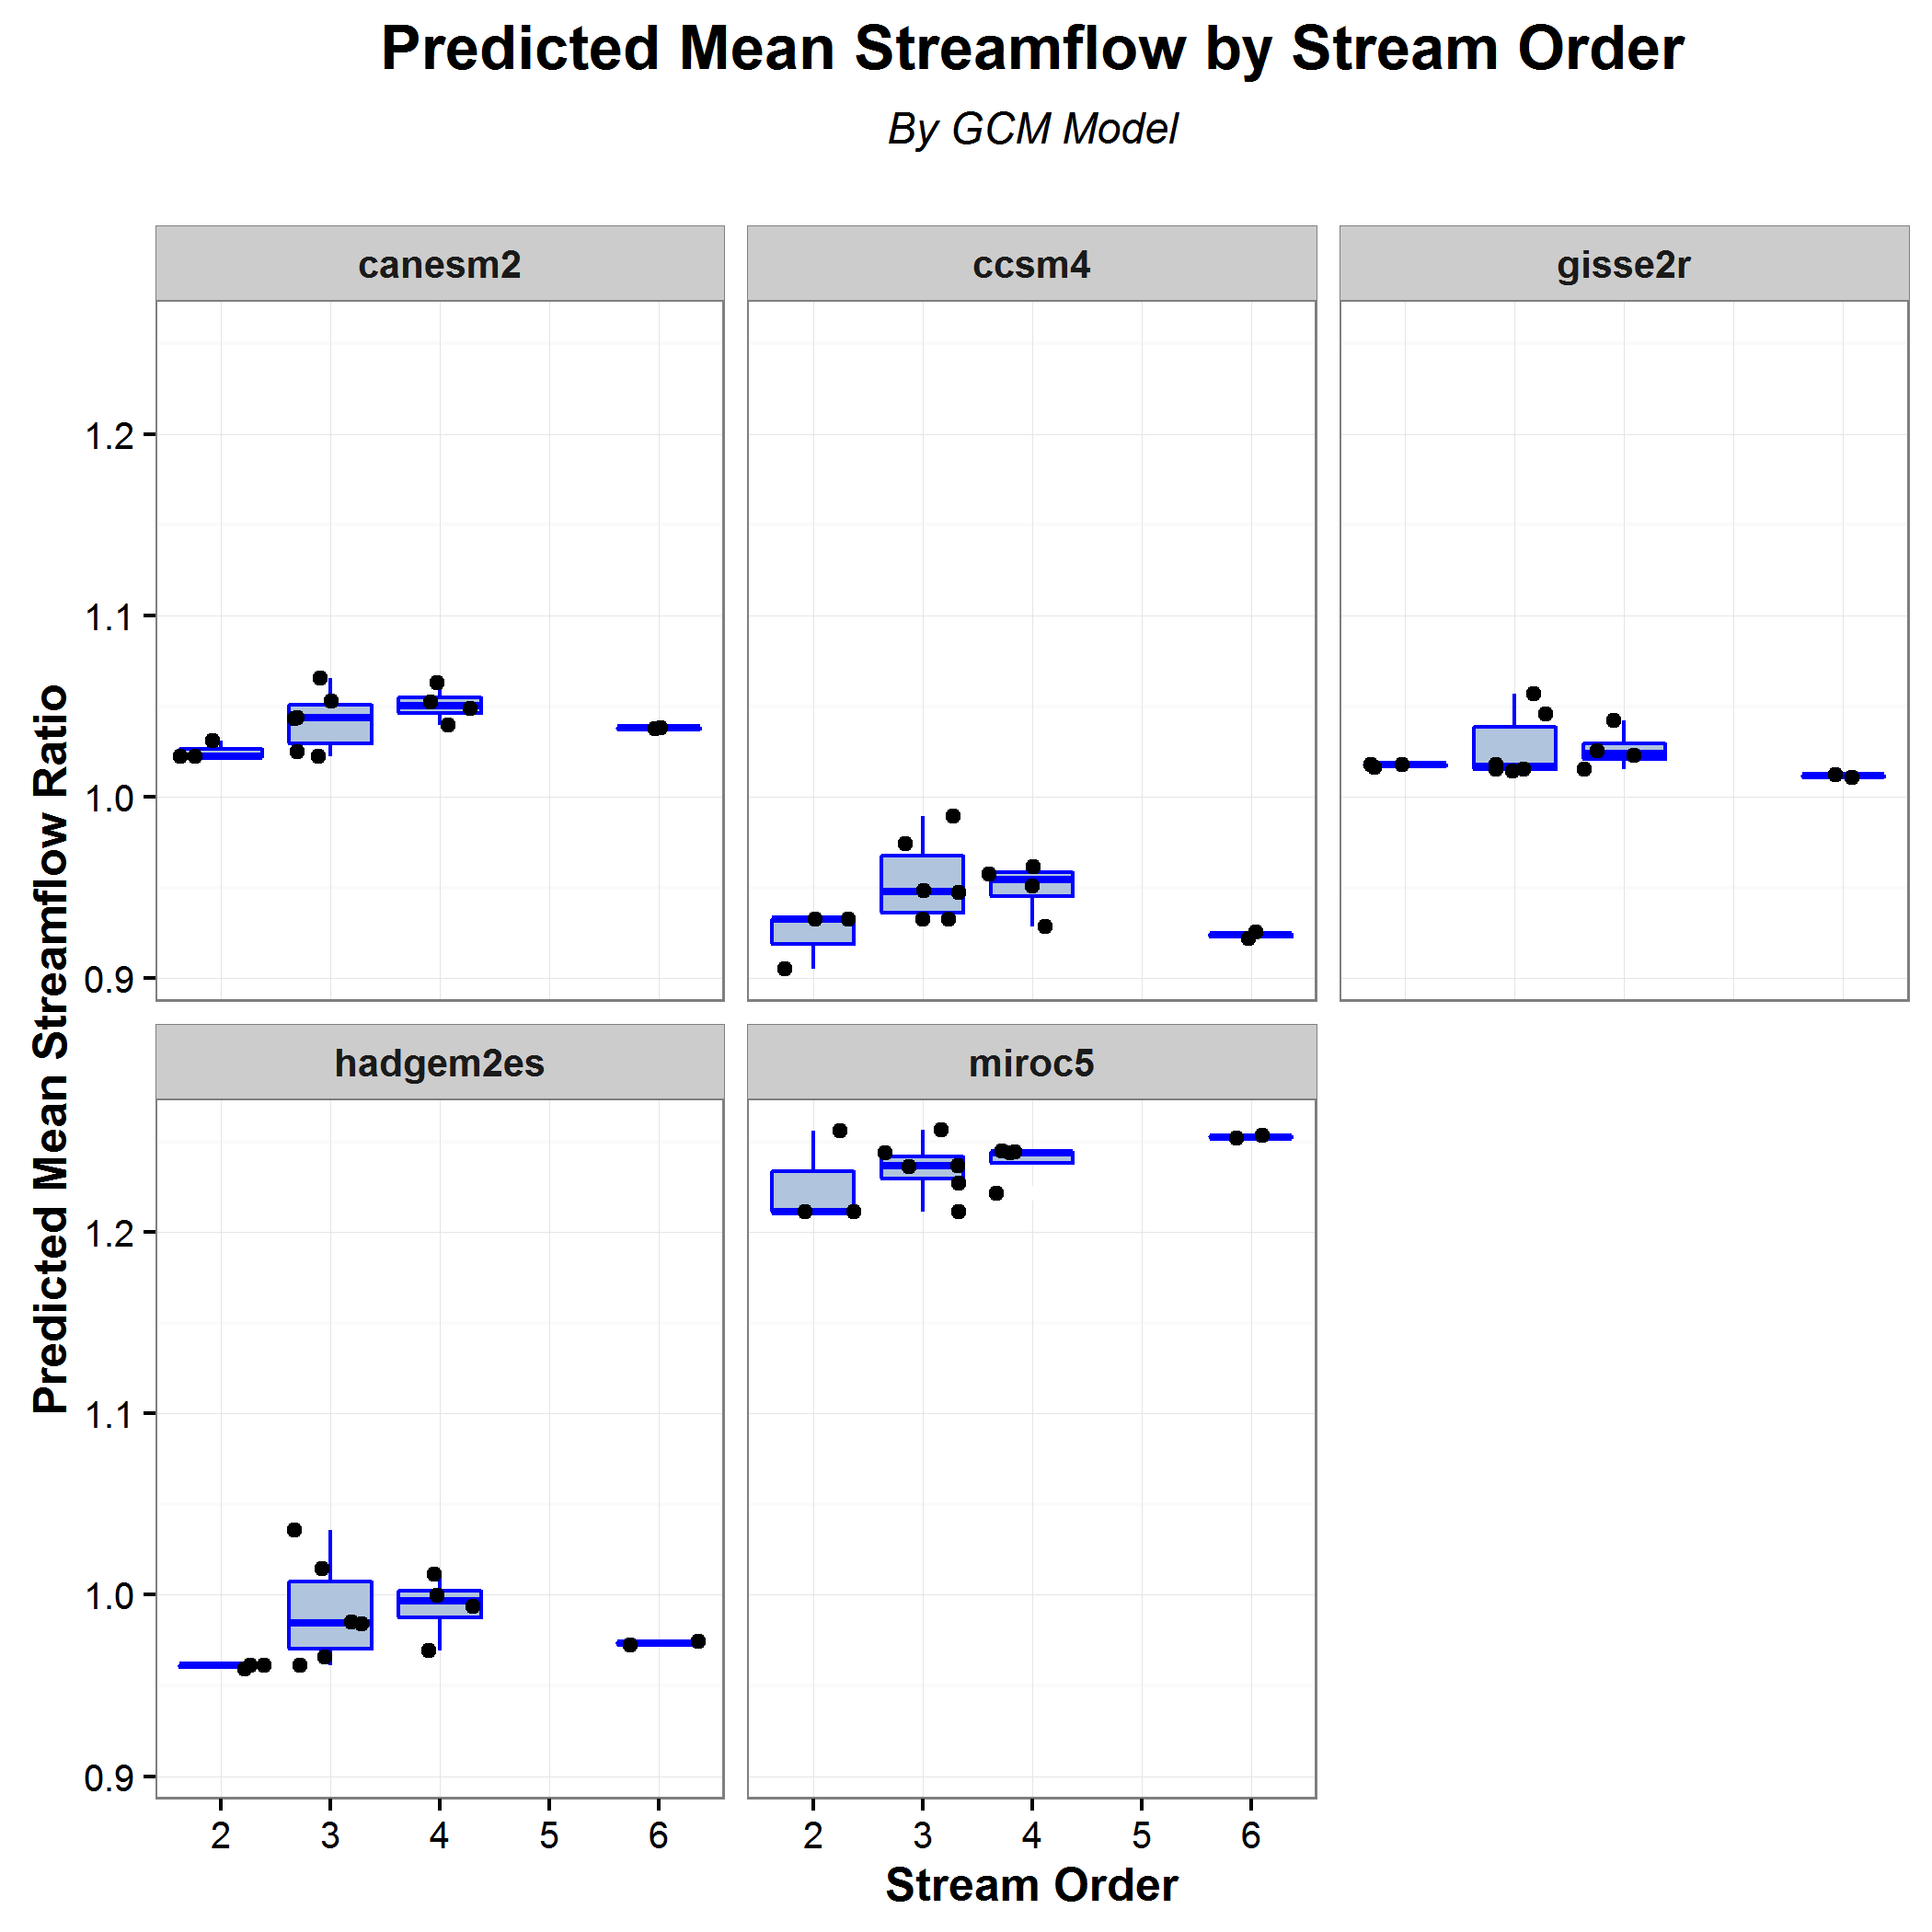 Predicted Mean Streamflow by Stream Order
By GCM Model
canesm2
ccsm4
gisse2r
1.2
1.1
1.0
0.9
Predicted Mean Streamflow Ratio
hadgem2es
miroc5
1.2
1.1
1.0
0.9
2 3 4 5 6
2 3 4 5 6
Stream Order